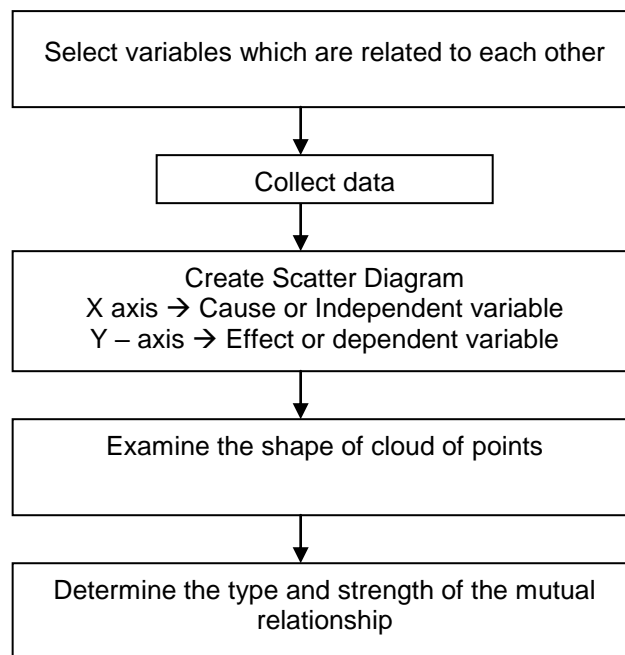 Select variables which are related to each other
Collect data
Create Scatter Diagram
X axis → Cause or Independent variable
Y – axis → Effect or dependent variable
Examine the shape of cloud of points
Determine the type and strength of the mutual
relationship